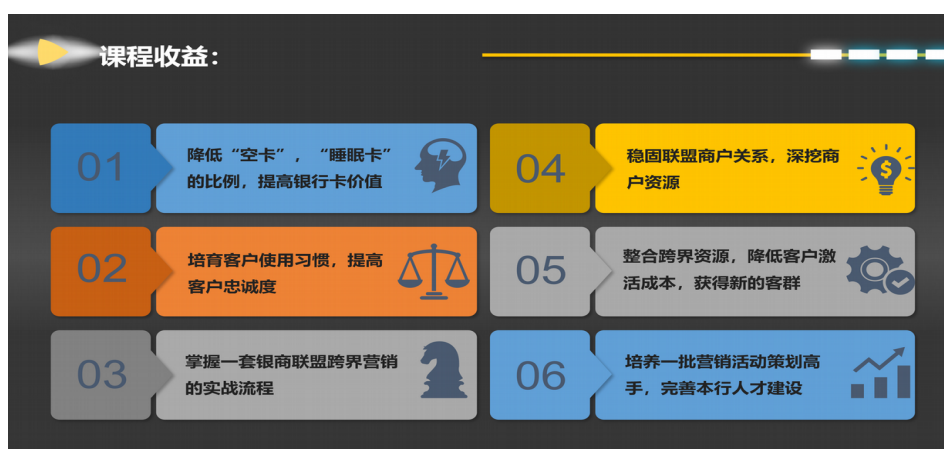 课程收益：
01
降低“空卡”，“睡眠卡”
的比例，提高银行卡价值
02
培育客户使用习惯，提高
客户忠诚度
03
掌握一套银商联盟跨界营销
的实战流程
04
稳固联盟商户关系，深挖商
户资源
05
整合跨界资源，降低客户激
活成本，获得新的客群
06
培养一批营销活动策划高
手，完善本行人才建设